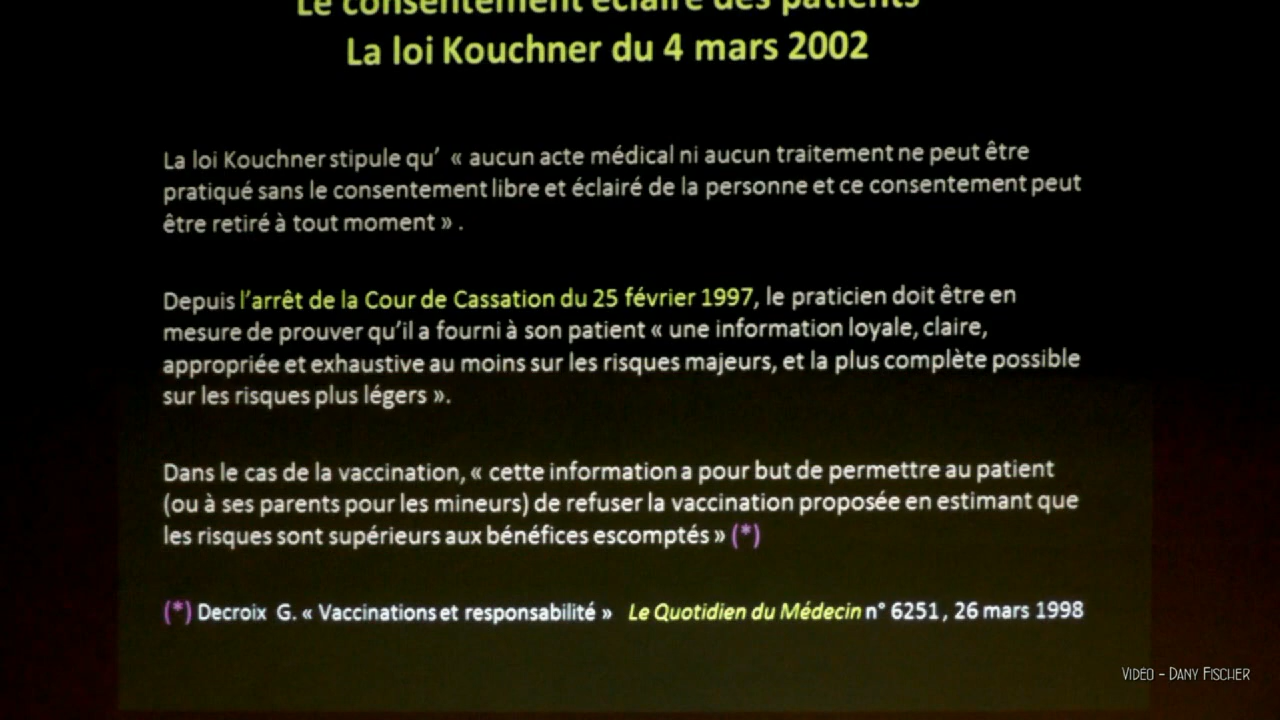 Le consentement éclairé des patients
La loi Kouchner du 4 mars 2002
La loi Kouchner stipule qu’ « aucun acte médical ni aucun traitement ne peut être
pratiqué sans le consentement libre et éclairé de la personne et ce consentement peut
être retiré à tout moment » .
Depuis l’arrêt de la Cour de Cassation du 25 février 1997, le praticien doit être en
mesure de prouver qu’il a fourni à son patient « une information loyale, claire,
appropriée et exhaustive au moins sur les risques majeurs, et la plus complète possible
sur les risques plus légers ».
Dans le cas de la vaccination, « cette information a pour but de permettre au patient
(ou à ses parents pour les mineurs) de refuser la vaccination proposée en estimant que
les risques sont supérieurs aux bénéfices escomptés » (*)
(*) Decroix G. « Vaccinations et responsabilité » Le Quotidien du Médecin n° 6251, 26 mars 1998
VIDÉO - DANY FISCHER